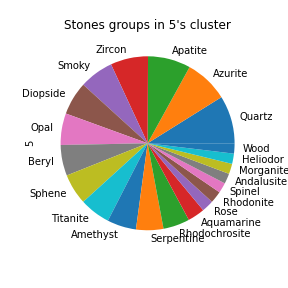 Stones groups in 5's cluster
Zircon
Apatite
Smoky
Azurite
Diopside
Quartz
Opal
5
Wood
Heliodor
Beryl
Morganite
Andalusite
Sphene
Spinel
Rhodonite
Titanite
Rose
Aquamarine
Amethyst
Rhodochrosite
Serpentine